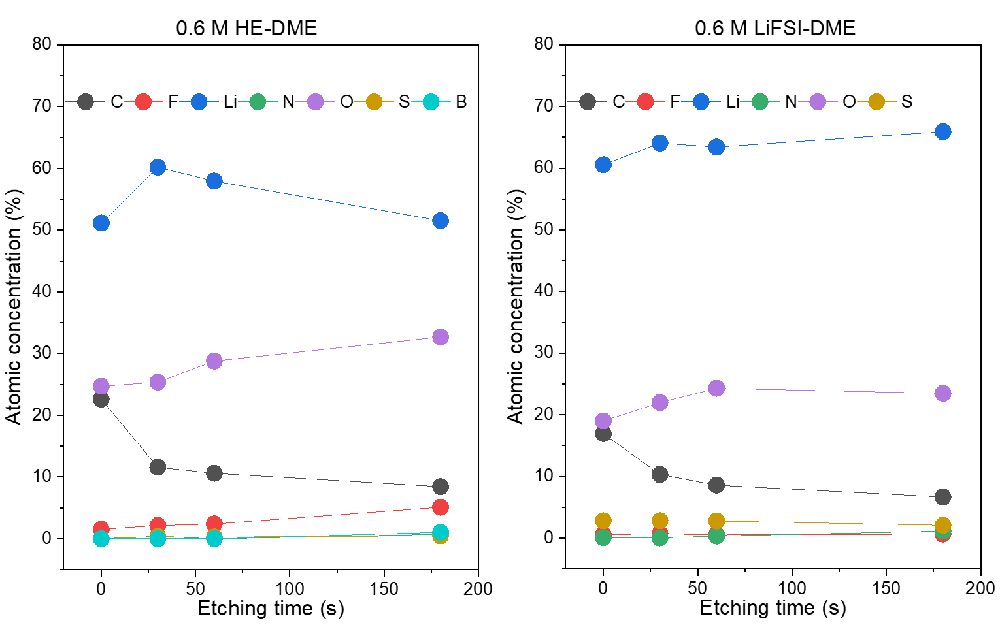 0.6 M HE-DME
80
70
60
50
40
30
20
10
0
C F Li N O S B
Atomic concentration (%)
0 50 100 150 200
Etching time (s)
0.6 M LiFSI-DME
80
70
60
50
40
30
20
10
0
C F Li N O S
Atomic concentration (%)
0 50 100 150 200
Etching time (s)